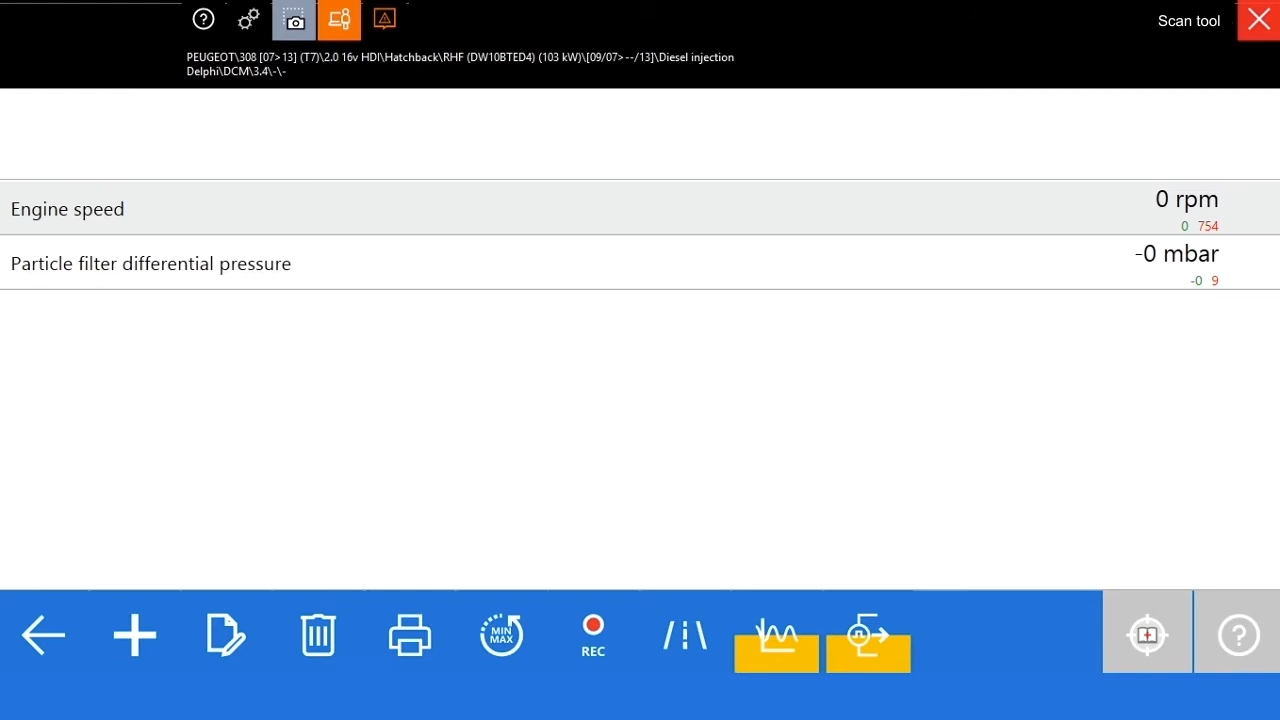 Scan tool
PEUGEOT\308 [07>13] (T7)\2.0 16v HDI\Hatchback\RHF (DW10BTED4) (103 kW)\[09/07>--/13]\Diesel injection
Delphi\DCM\3.4\-\-
Engine speed
0 rpm
0 754
Particle filter differential pressure
-0 mbar
-0 9
MIN
MAX
REC